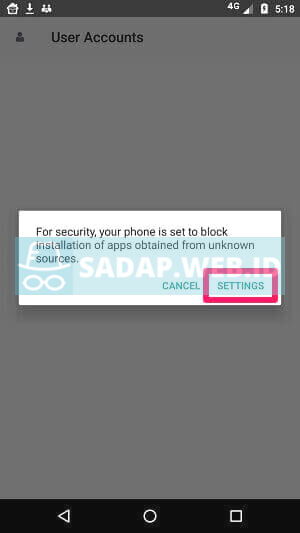 4G 5:18
User Accounts
For security, your phone is set to block
installation of apps obtained from unknown
sources.
SADAP.WEB.ID
CANCEL SETTINGS